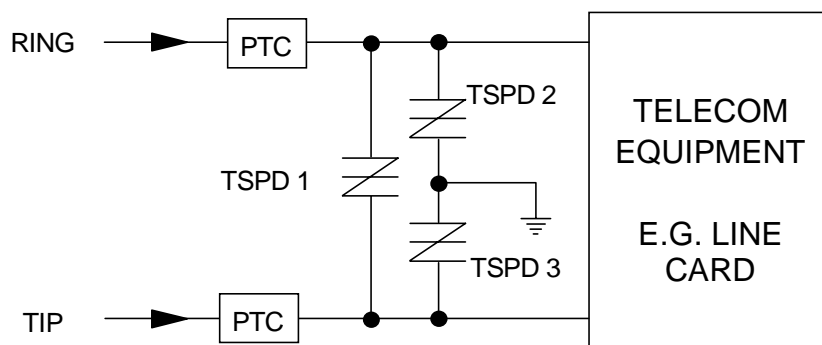 RING
PTC
TSPD 2
TELECOM
EQUIPMENT
TSPD 1
E.G. LINE
CARD
TSPD 3
TIP
PTC